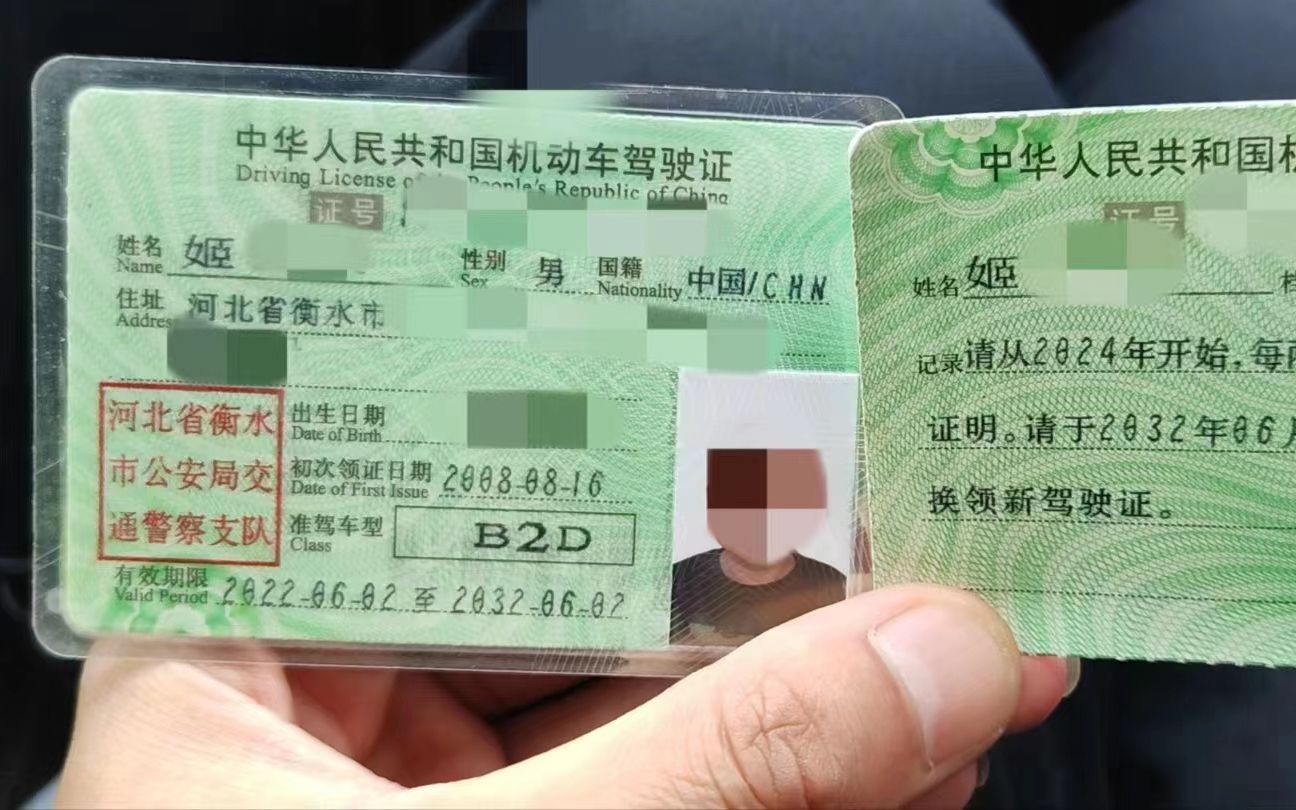 中华人民共和国机动车驾驶证
Driving License of the People's Republic of China
证号
姓名 姬
Name
性别 男
Sex
国籍 中国/CHN
Nationality
住址 河北省衡水市
Address
河北省衡水
市公安局交
通警察支队
出生日期
Date of Birth
初次领证日期 2008-08-16
Date of First Issue
准驾车型 B2D
Class
有效期限 2022-06-02 至 2032-06-02
Valid Period
中华人民共和国
证号
姓名 姬
记录 请从2024年开始,每
证明。请于2032年06
换领新驾驶证。